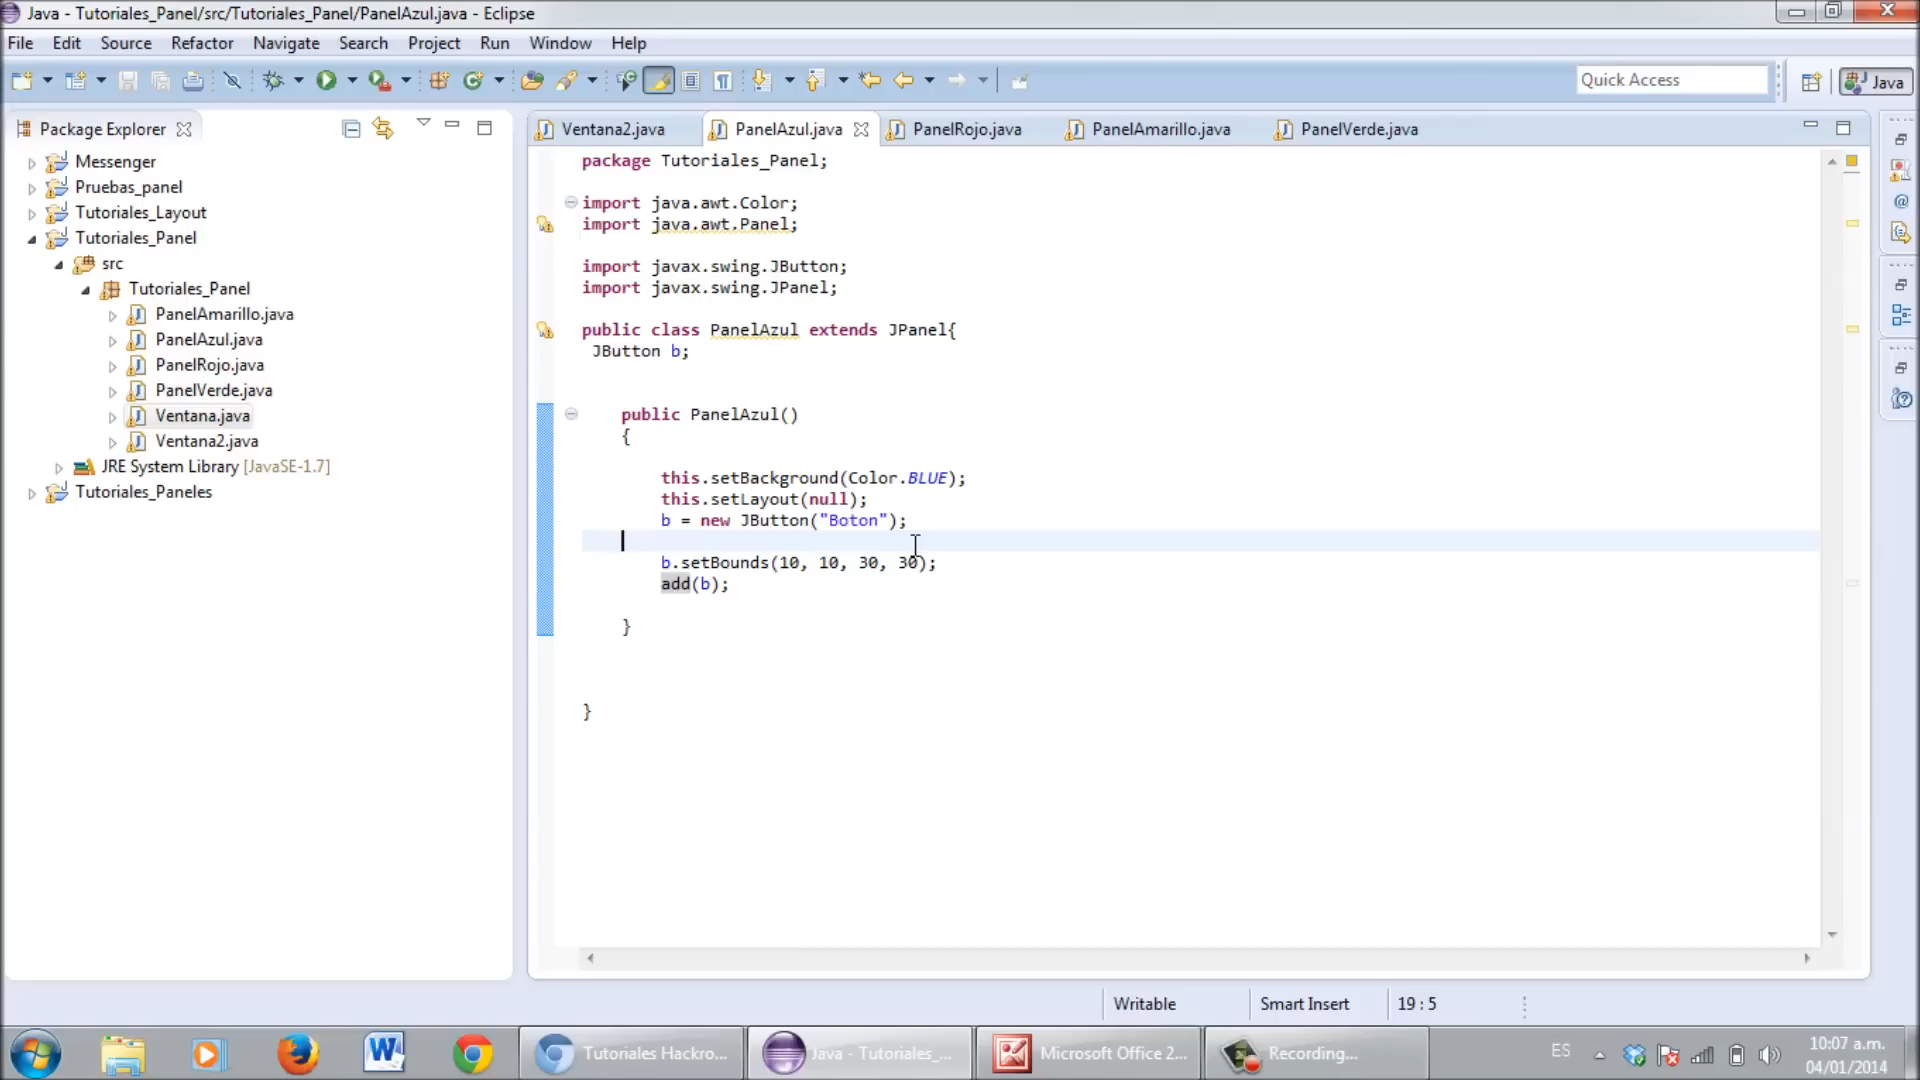 Java - Tutoriales_Panel/src/Tutoriales_Panel/PanelAzul.java - Eclipse
File Edit Source Refactor Navigate Search Project Run Window Help
Quick Access
Java
Package Explorer
Messenger
Pruebas_panel
Tutoriales_Layout
Tutoriales_Panel
src
Tutoriales_Panel
PanelAmarillo.java
PanelAzul.java
PanelRojo.java
PanelVerde.java
Ventana.java
Ventana2.java
JRE System Library [JavaSE-1.7]
Tutoriales_Paneles
Ventana2.java PanelAzul.java PanelRojo.java PanelAmarillo.java PanelVerde.java
package Tutoriales_Panel;
import java.awt.Color;
import java.awt.Panel;
import javax.swing.JButton;
import javax.swing.JPanel;
public class PanelAzul extends JPanel{
JButton b;
public PanelAzul()
{
this.setBackground(Color.BLUE);
this.setLayout(null);
b = new JButton("Boton");
b.setBounds(10, 10, 30, 30);
add(b);
}
}
Writable Smart Insert 19 : 5
Tutoriales Hackro... Java - Tutoriales_... Microsoft Office 2... Recording...
ES
10:07 a.m.
04/01/2014